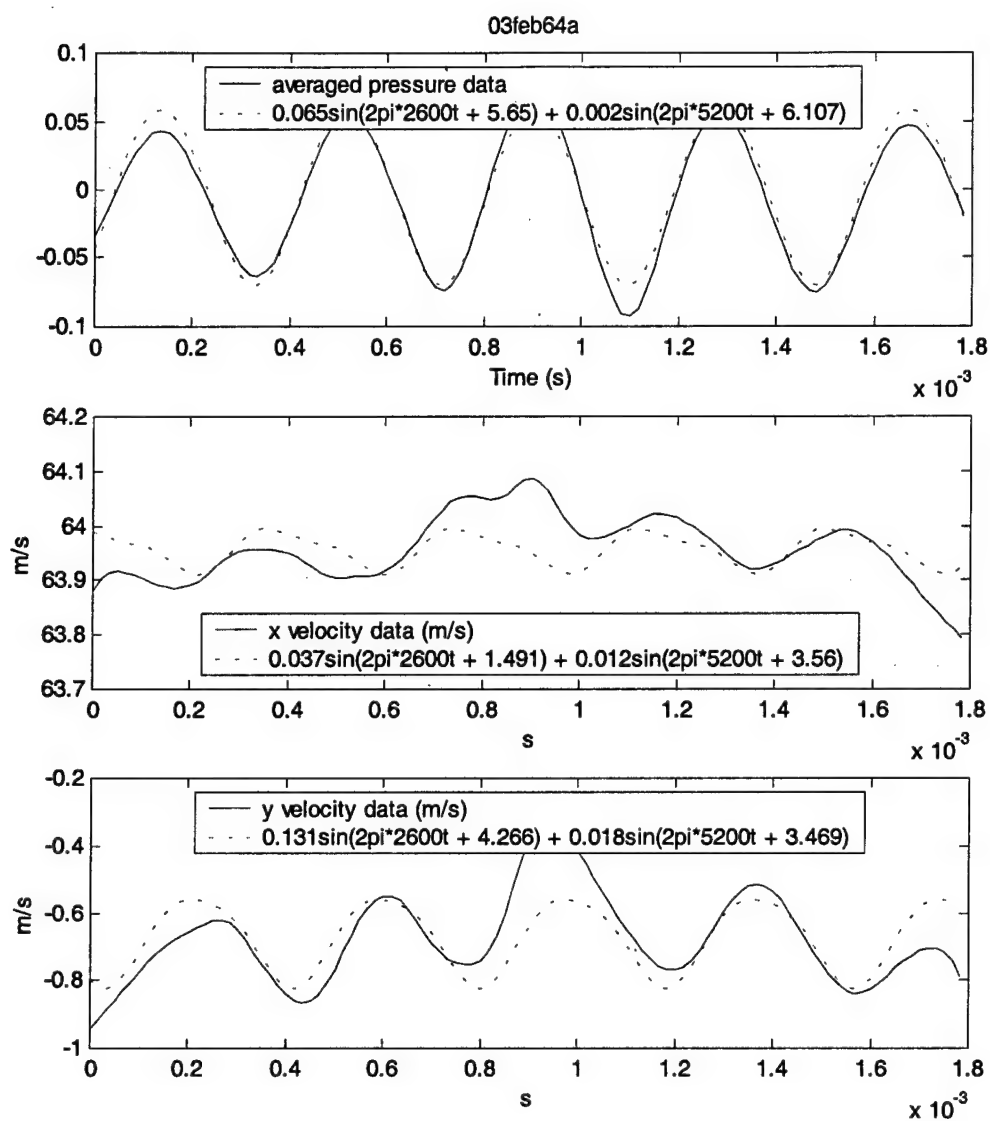 03feb64a
0.1
0.05
0
-0.05
-0.1
averaged pressure data
0.065sin(2pi*2600t + 5.65) + 0.002sin(2pi*5200t + 6.107)
0 0.2 0.4 0.6 0.8 1 1.2 1.4 1.6 1.8
Time (s)
x 10⁻³
64.2
64.1
64
63.9
63.8
63.7
m/s
x velocity data (m/s)
0.037sin(2pi*2600t + 1.491) + 0.012sin(2pi*5200t + 3.56)
0 0.2 0.4 0.6 0.8 1 1.2 1.4 1.6 1.8
s
x 10⁻³
-0.2
-0.4
-0.6
-0.8
-1
m/s
y velocity data (m/s)
0.131sin(2pi*2600t + 4.266) + 0.018sin(2pi*5200t + 3.469)
0 0.2 0.4 0.6 0.8 1 1.2 1.4 1.6 1.8
s
x 10⁻³